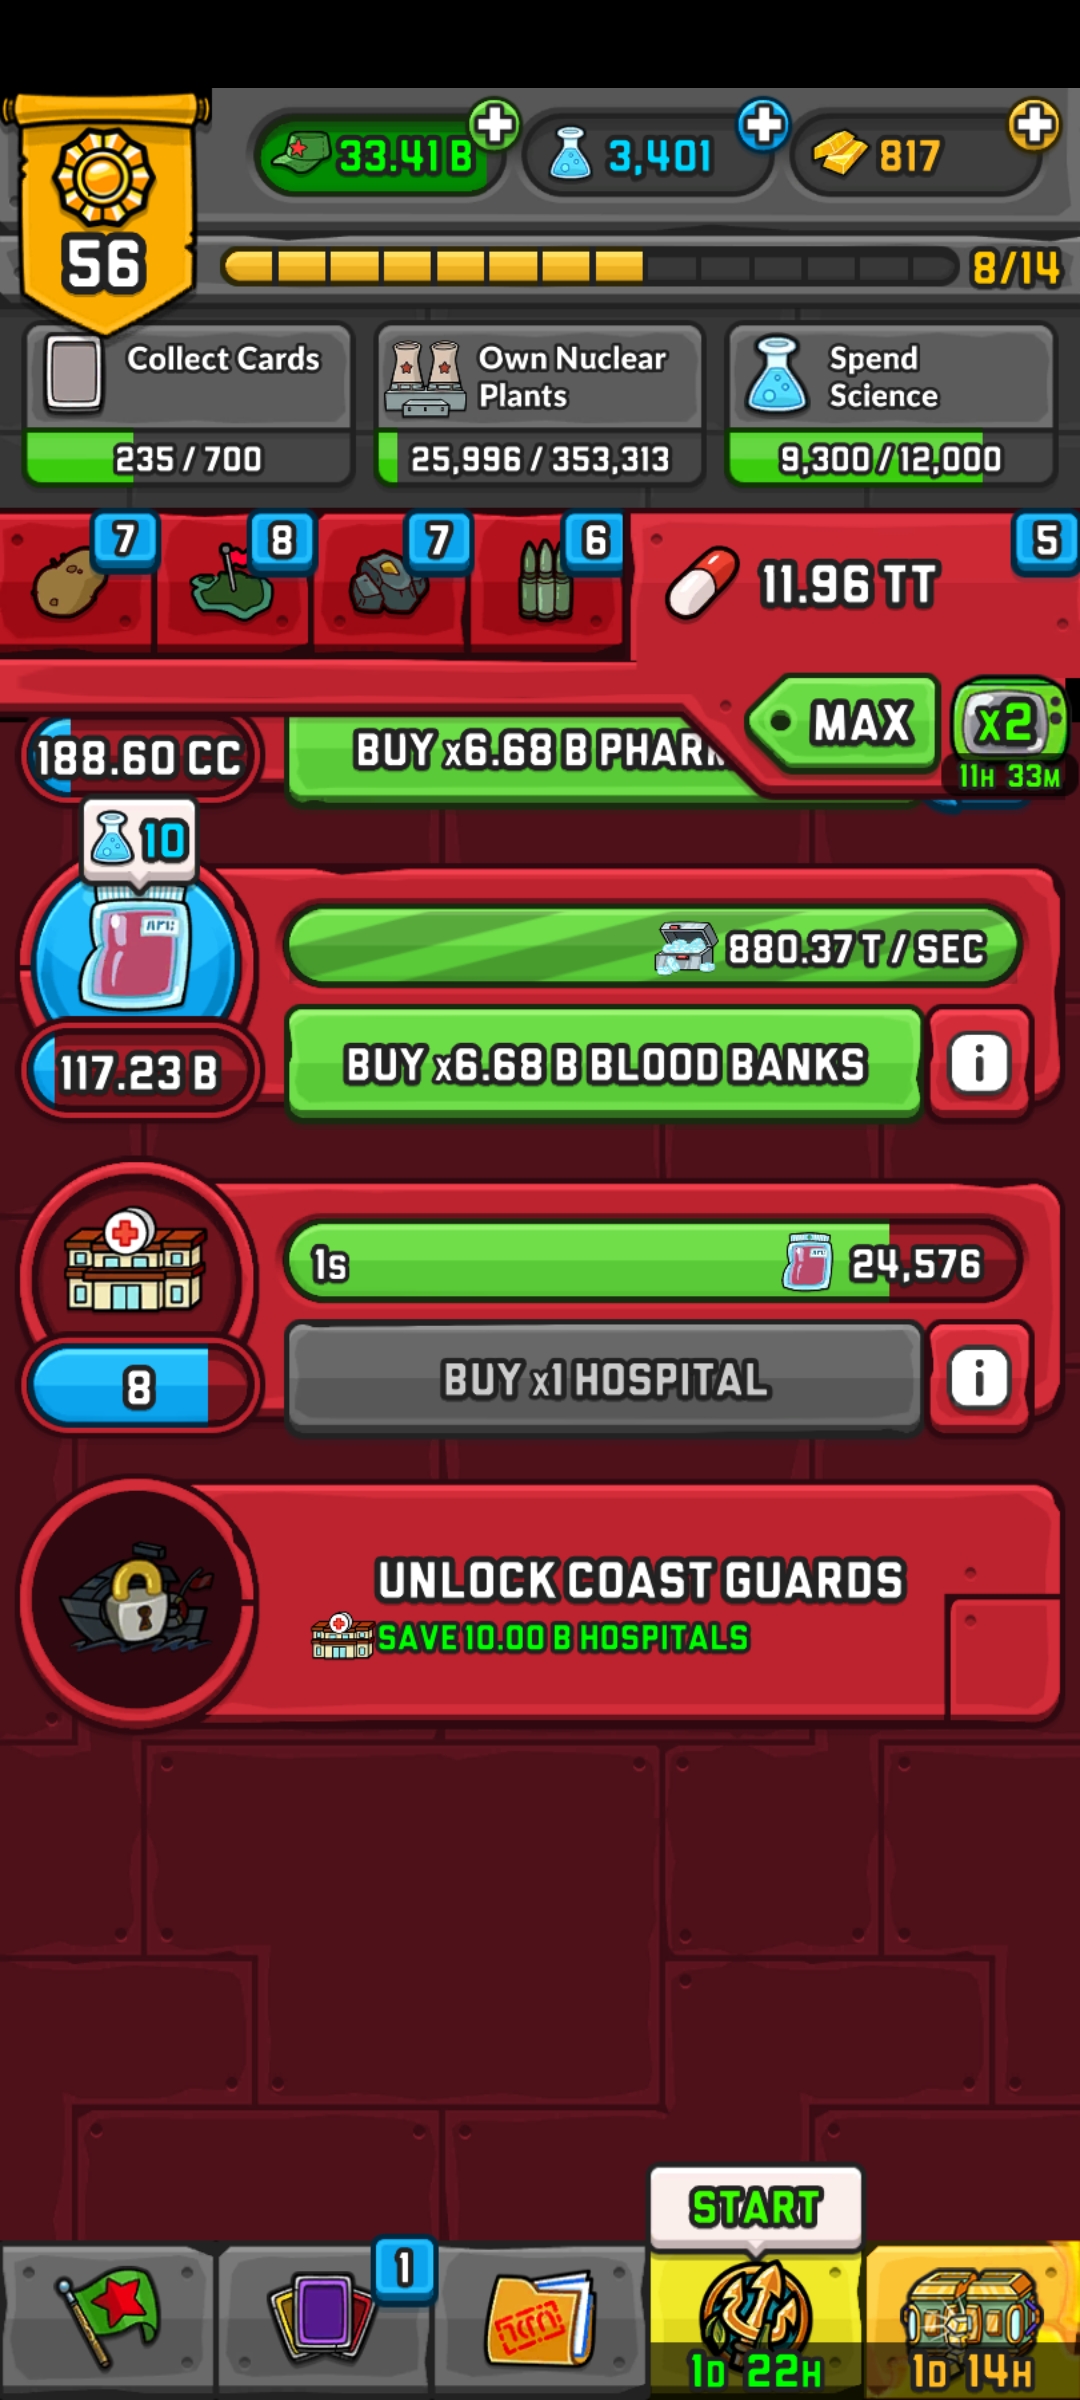 33.41 B
3,401
817
56
8/14
Collect Cards
235 / 700
Own Nuclear
Plants
25,996 / 353,313
Spend
Science
9,300 / 12,000
7
8
7
6
11.96 TT
5
MAX
x2
11H 33M
188.60 CC
BUY x6.68 B
10
880.37 T / SEC
117.23 B
BUY x6.68 B BLOOD BANKS
i
1s
24,576
8
BUY x1 HOSPITAL
i
UNLOCK COAST GUARDS
SAVE 10.00 B HOSPITALS
START
1
1D 22H
1D 14H